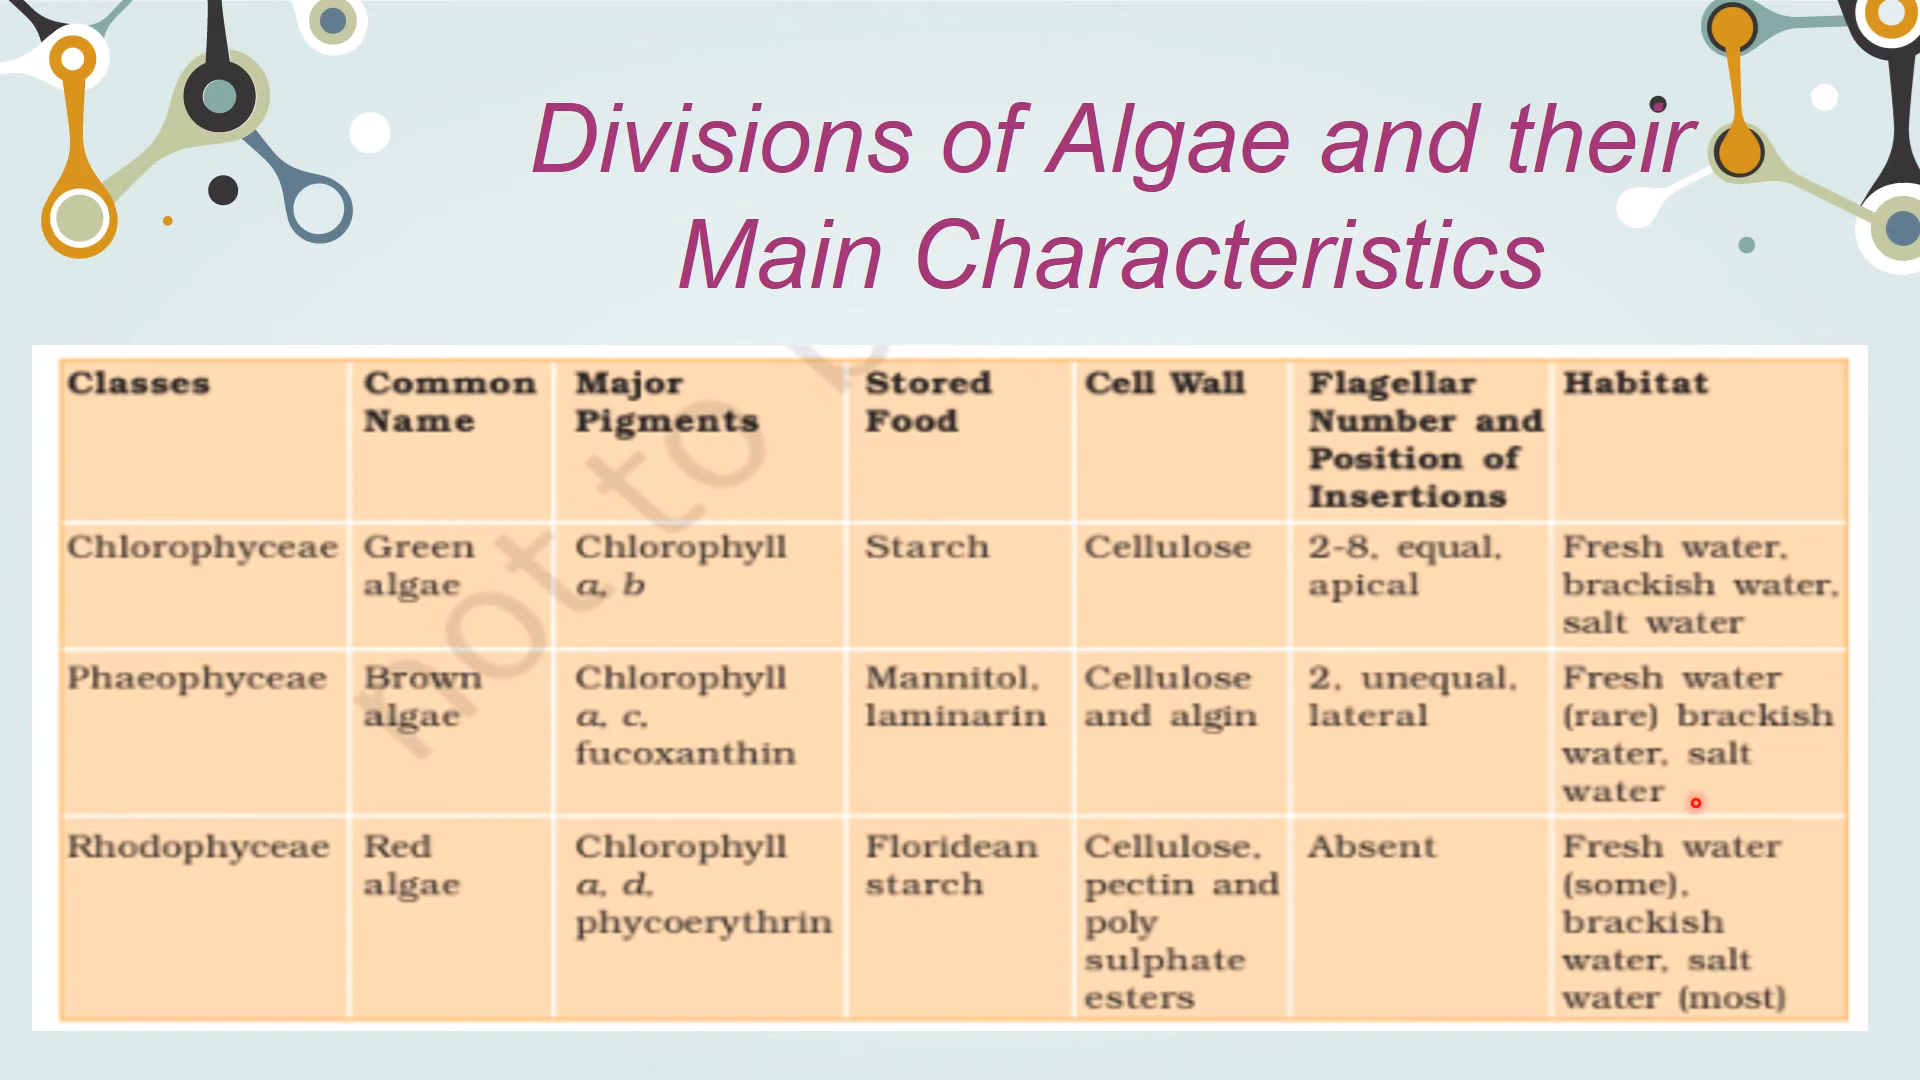 Divisions of Algae and their
Main Characteristics
Classes
Common
Name
Major
Pigments
Stored
Food
Cell Wall
Flagellar
Number and
Position of
Insertions
Habitat
Chlorophyceae
Green
algae
Chlorophyll
a, b
Starch
Cellulose
2-8, equal,
apical
Fresh water,
brackish water,
salt water
Phaeophyceae
Brown
algae
Chlorophyll
a, c,
fucoxanthin
Mannitol,
laminarin
Cellulose
and algin
2, unequal,
lateral
Fresh water
(rare) brackish
water, salt
water
Rhodophyceae
Red
algae
Chlorophyll
a, d,
phycoerythrin
Floridean
starch
Cellulose,
pectin and
poly
sulphate
esters
Absent
Fresh water
(some),
brackish
water, salt
water (most)
not to